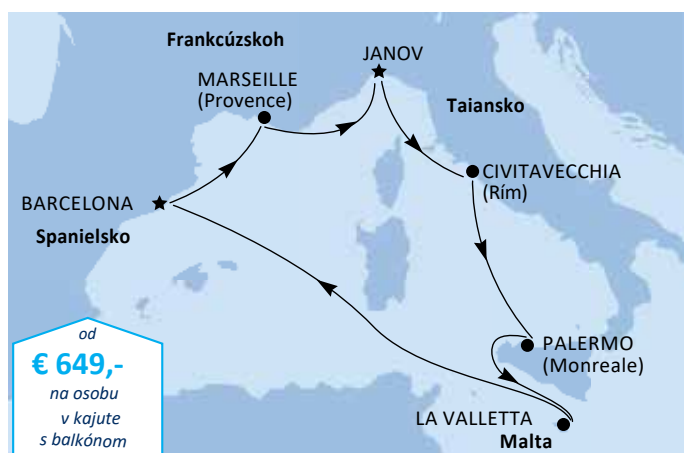 Frankcúzskoh
JANOV
MARSEILLE
(Provence)
Taiansko
CIVITAVECCHIA
(Rím)
BARCELONA
Spanielsko
od
€ 649,-
na osobu
v kajute
s balkónom
PALERMO
(Monreale)
LA VALLETTA
Malta